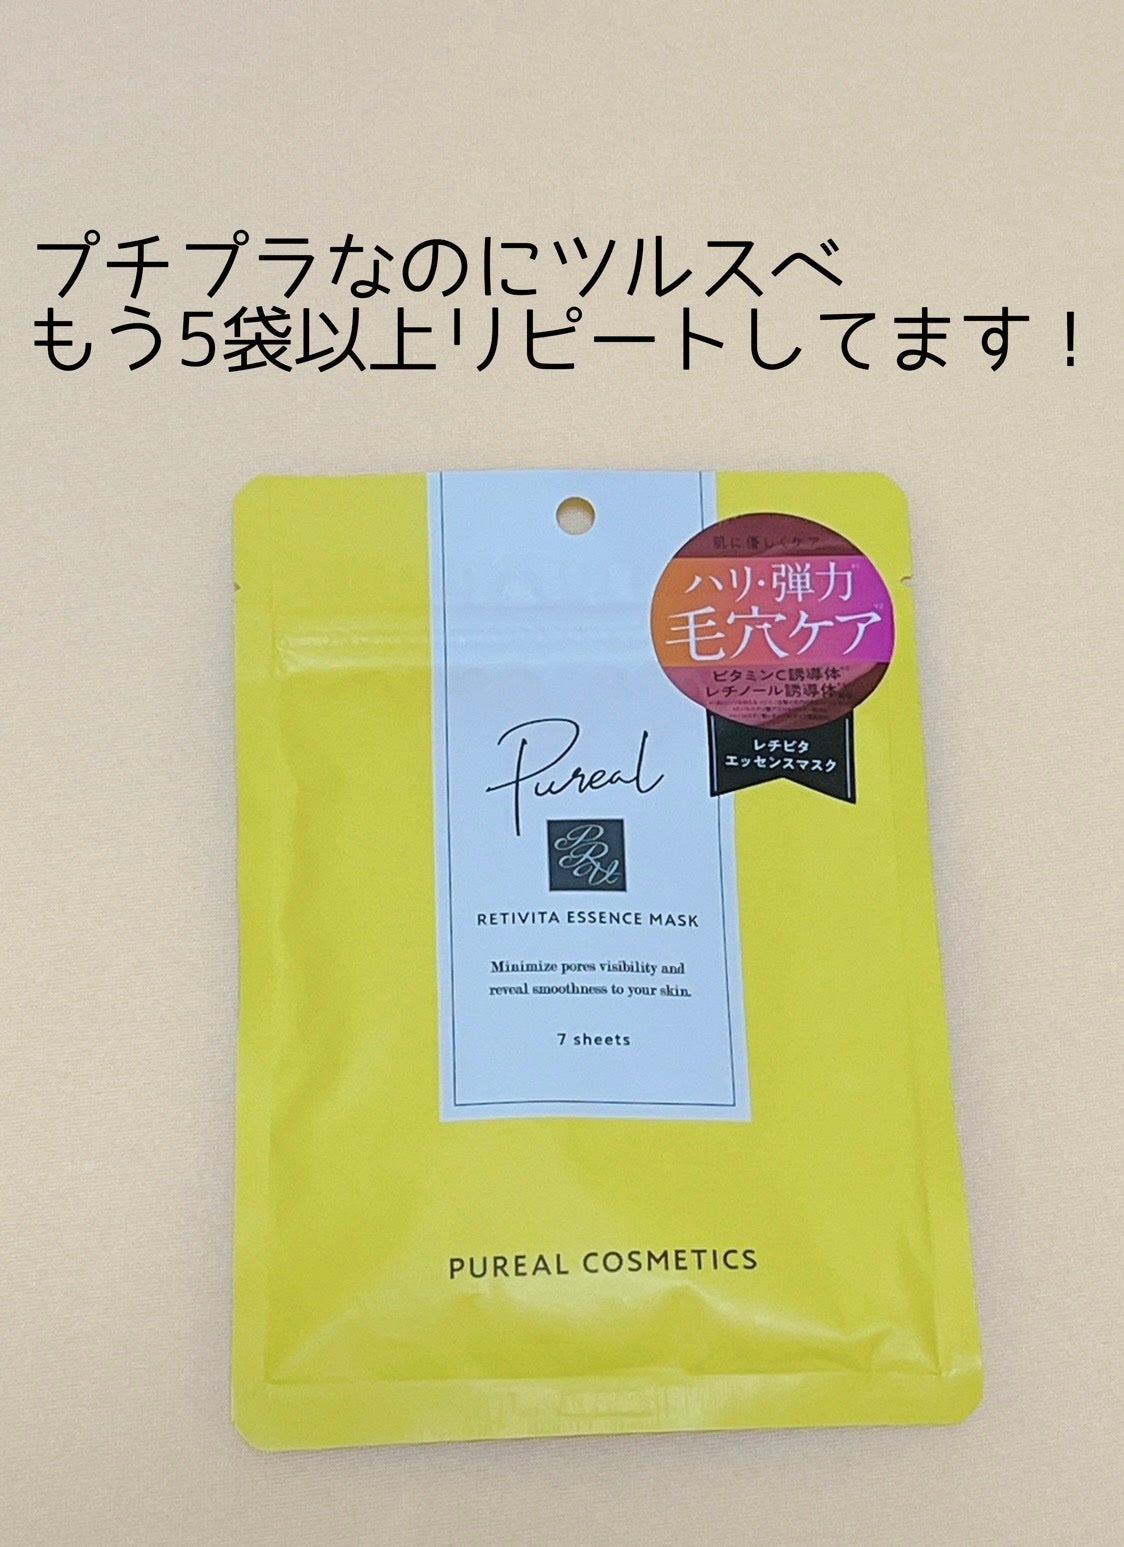 プチプラなのにツルスベ
もう5袋以上リピートしてます！
肌に優しくケア
ハリ・弾力※1
毛穴ケア※2
ビタミンC誘導体
レチノール誘導体
レチビタ
エッセンスマスク
Pureal
PRV
RETIVITA ESSENCE MASK
Minimize pores visibility and
reveal smoothness to your skin.
7 sheets
PUREAL COSMETICS